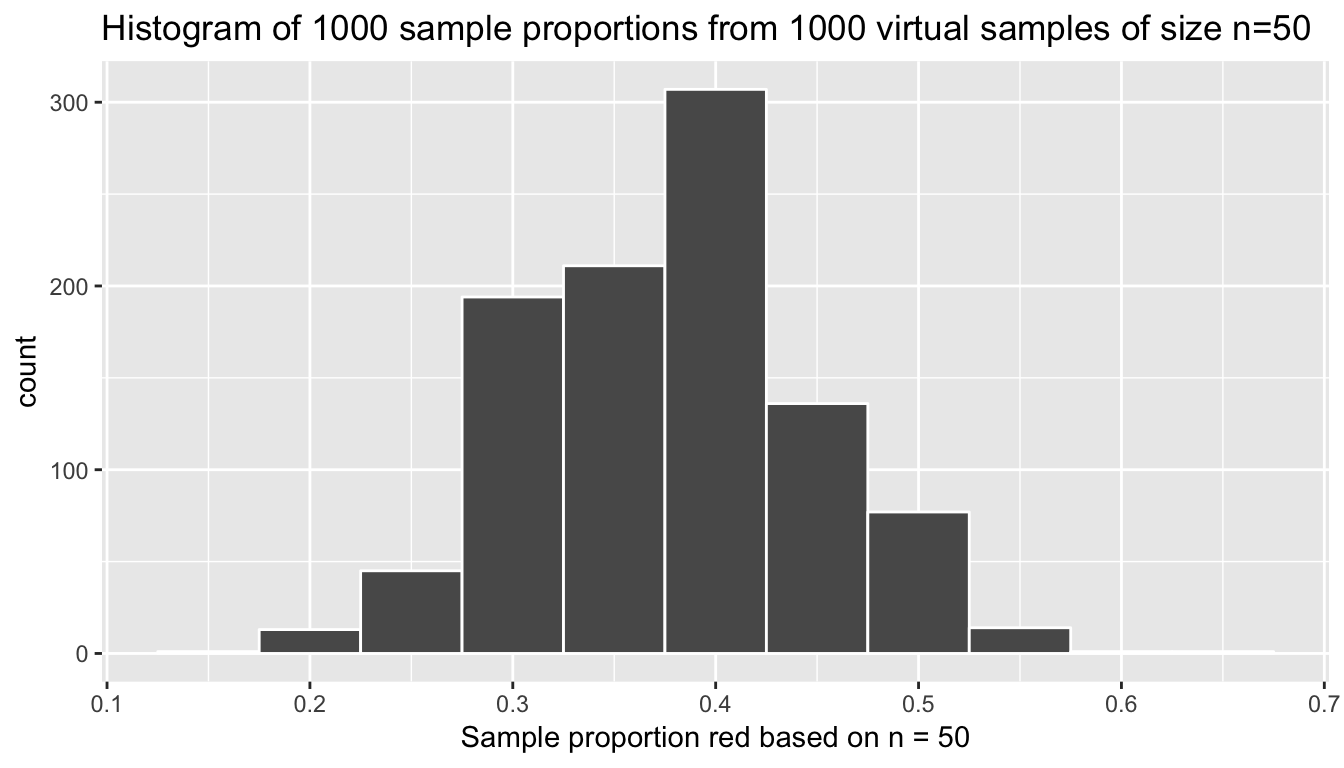 Histogram of 1000 sample proportions from 1000 virtual samples of size n=50
300
200
100
0
count
0.1 0.2 0.3 0.4 0.5 0.6 0.7
Sample proportion red based on n = 50